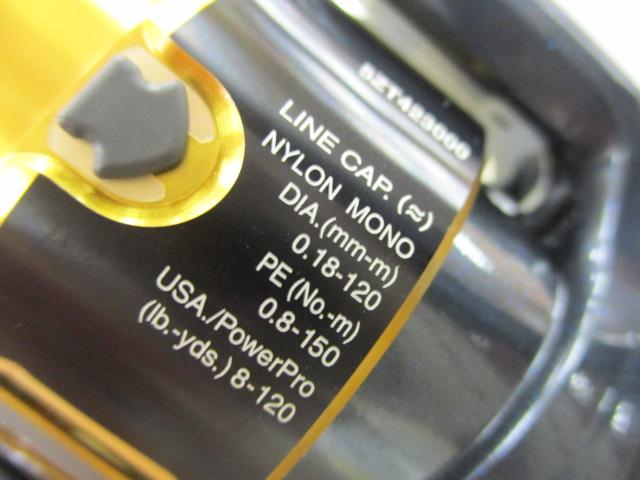 5ZT423000
LINE CAP. (≈)
NYLON MONO
DIA.(mm-m)
0.18-120
PE (No.-m)
0.8-150
USA./PowerPro
(lb.-yds.) 8-120